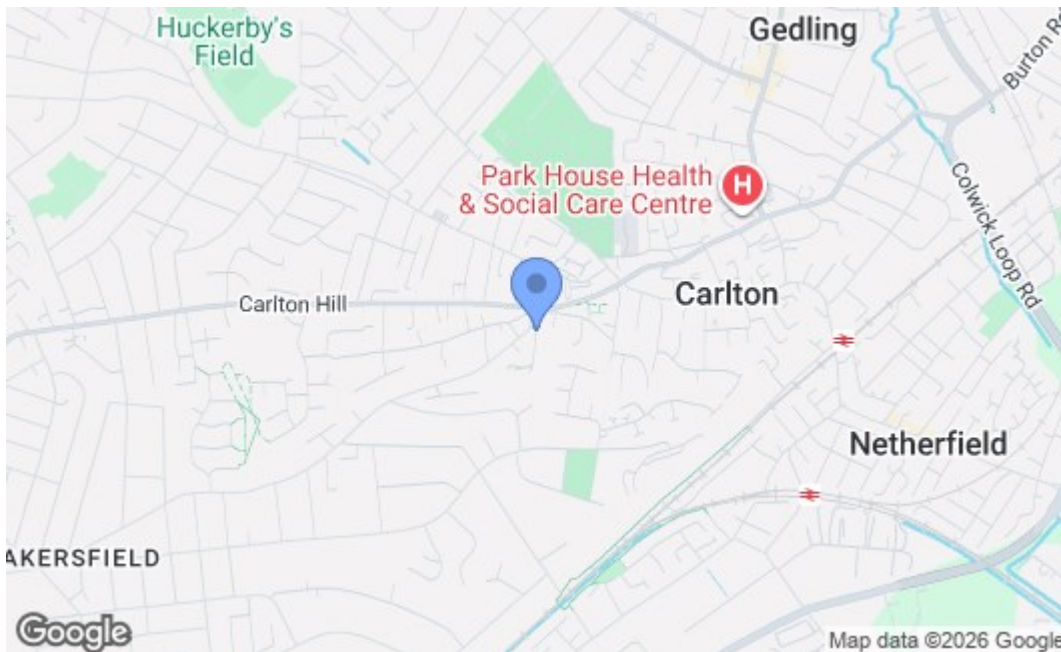 Huckerby's
Field
Gedling
Burton Rd
Park House Health
& Social Care Centre
H
Colwick Loop Rd
Carlton Hill
Carlton
Netherfield
AKERSFIELD
Google
Map data ©2026 Google